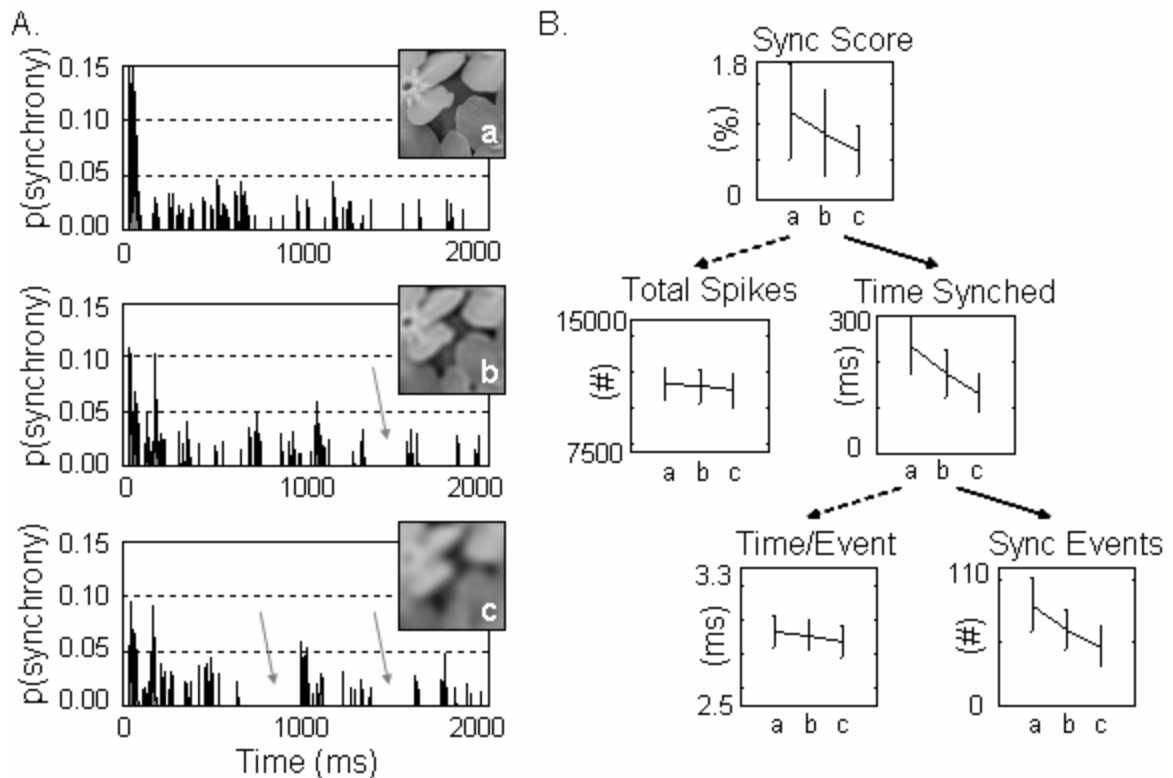 A.
p(synchrony)
0.15
0.10
0.05
0.00
a
0 1000 2000
p(synchrony)
0.15
0.10
0.05
0.00
b
0 1000 2000
p(synchrony)
0.15
0.10
0.05
0.00
c
0 1000 2000
Time (ms)
B.
Sync Score
1.8
(%)
0
a b c
Total Spikes
15000
(#)
7500
a b c
Time Synched
300
(ms)
0
a b c
Time/Event
3.3
(ms)
2.5
a b c
Sync Events
110
(#)
0
a b c